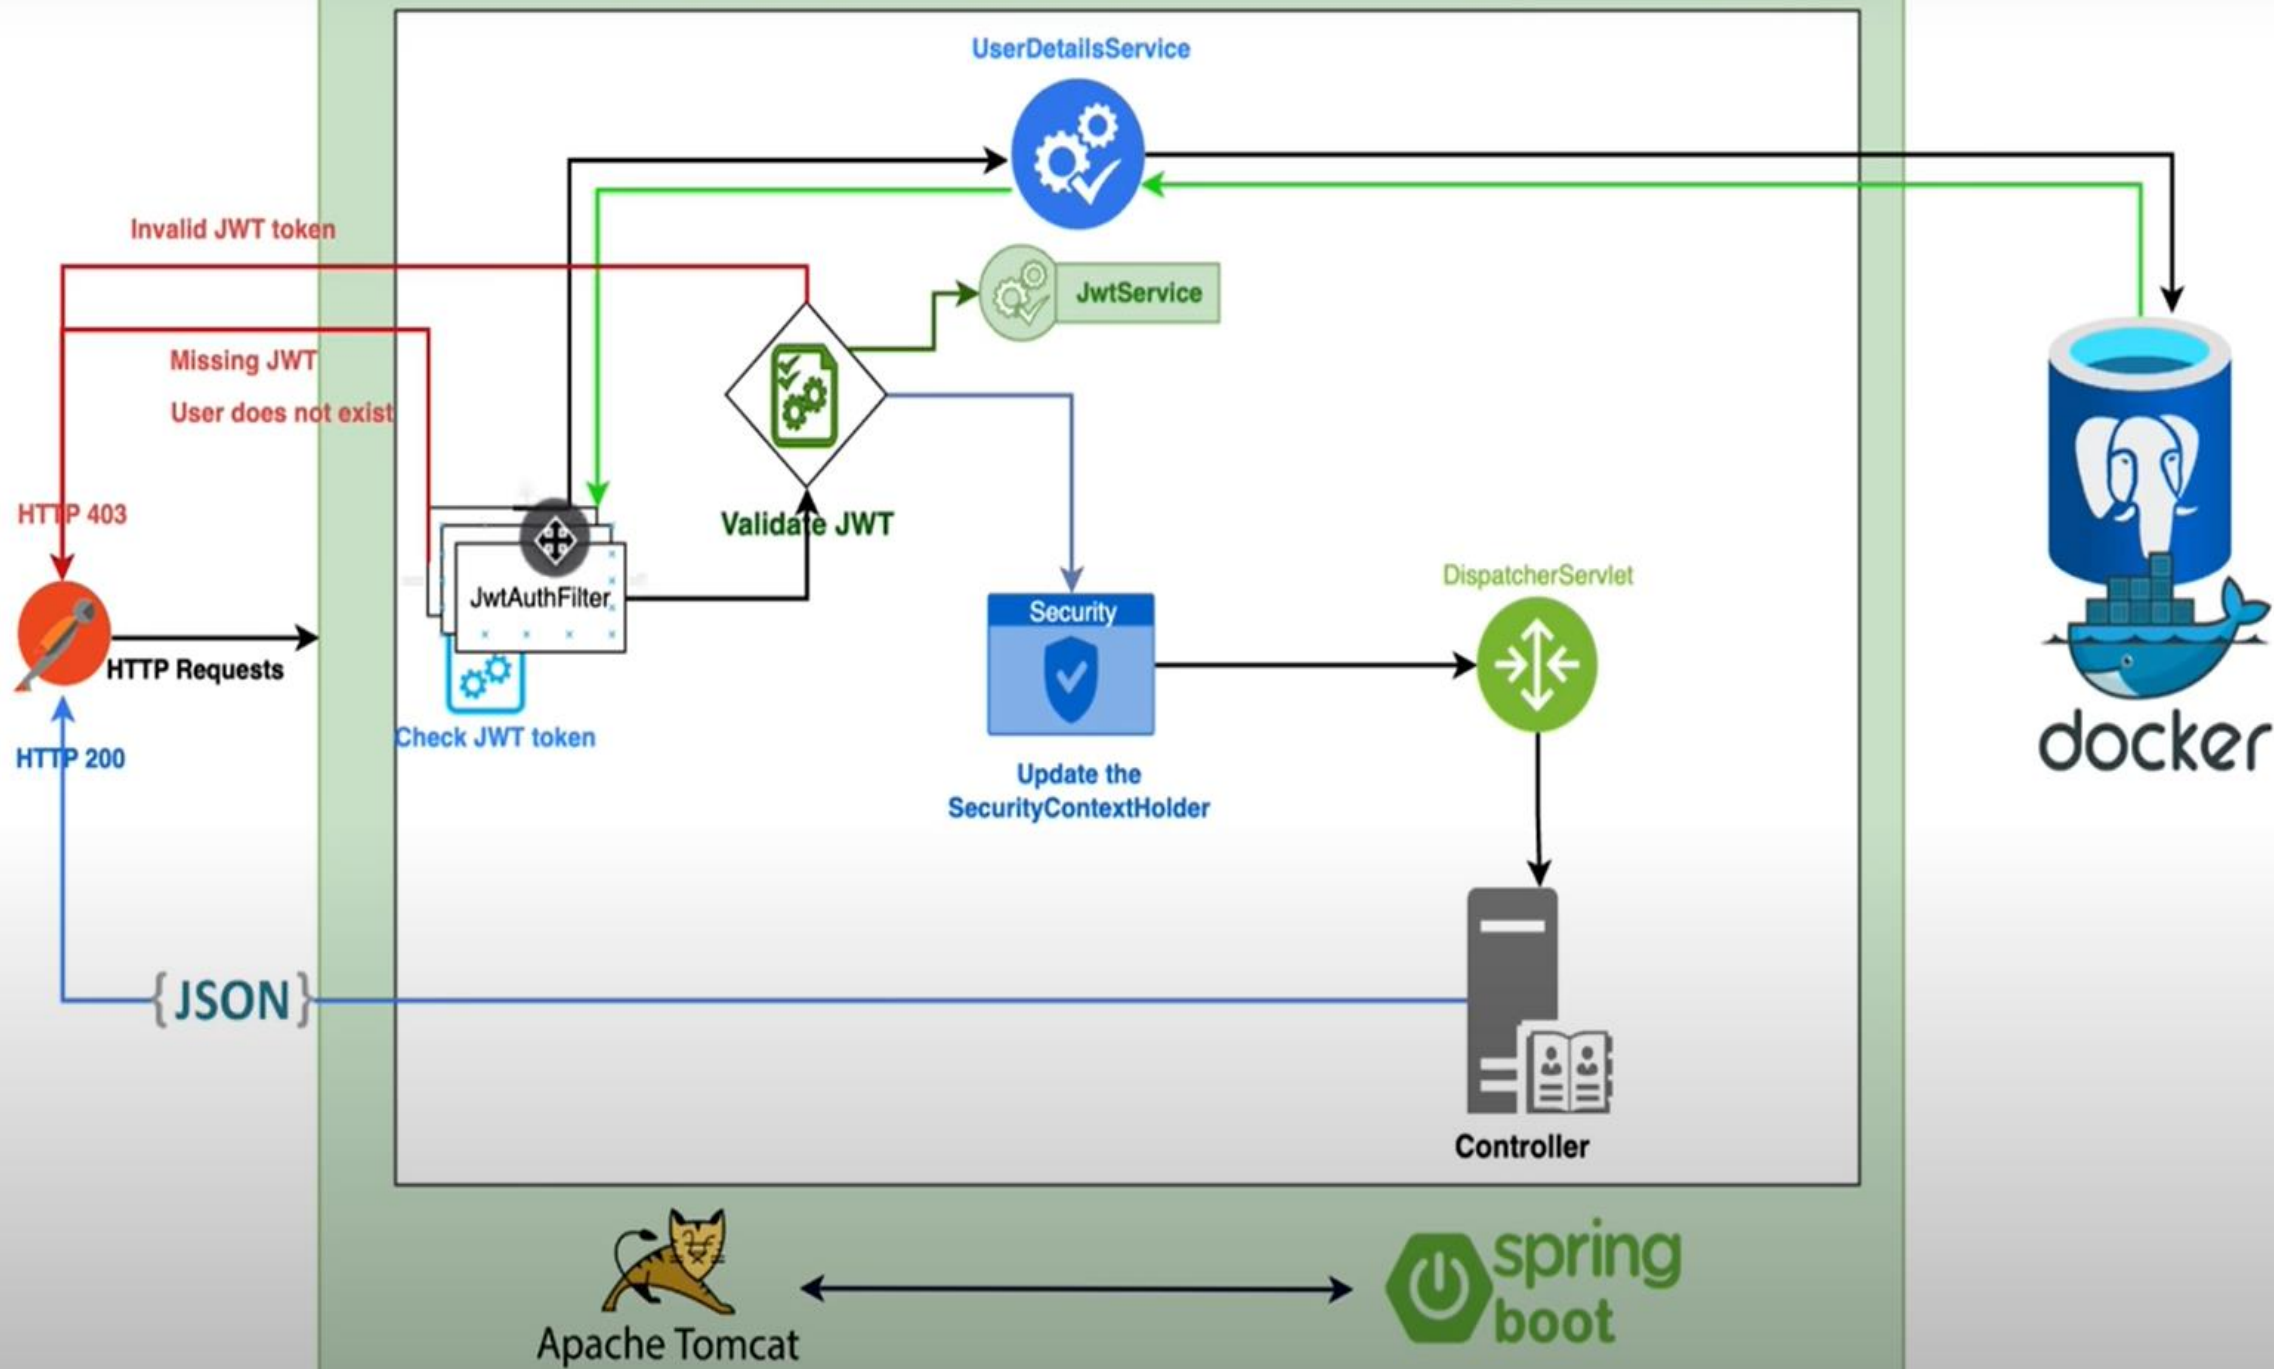 UserDetailsService
Invalid JWT token
JwtService
Missing JWT
User does not exist
HTTP 403
Validate JWT
JwtAuthFilter
DispatcherServlet
Security
HTTP Requests
Check JWT token
HTTP 200
Update the
SecurityContextHolder
docker
{JSON}
Controller
Apache Tomcat
spring
boot